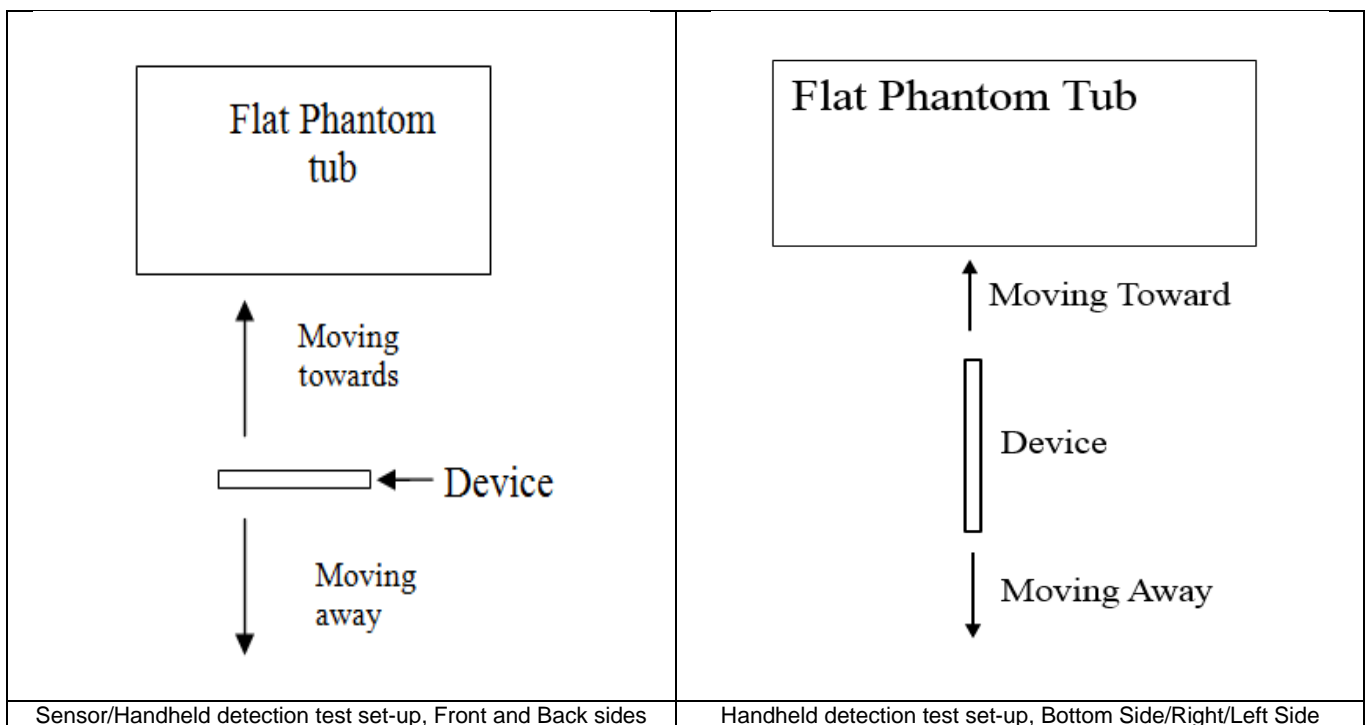 Flat Phantom
tub
Moving
towards
Device
Moving
away
Sensor/Handheld detection test set-up, Front and Back sides
Flat Phantom Tub
Moving Toward
Device
Moving Away
Handheld detection test set-up, Bottom Side/Right/Left Side